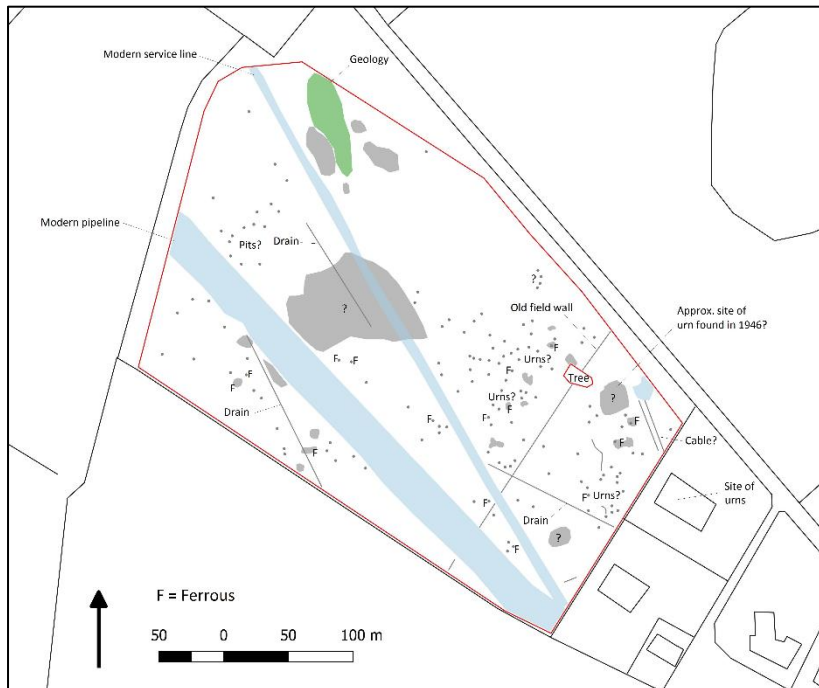 Modern service line
Geology
Modern pipeline
Pits?
Drain
?
?
Old field wall
Approx. site of
urn found in 1946?
F
Urns?
F
F F
Tree
F
F
Urns?
F
?
F
F
Drain
F
F
Cable?
F
Site of
urns
F
F Urns?
Drain
?
F
F = Ferrous
50 0 50 100 m